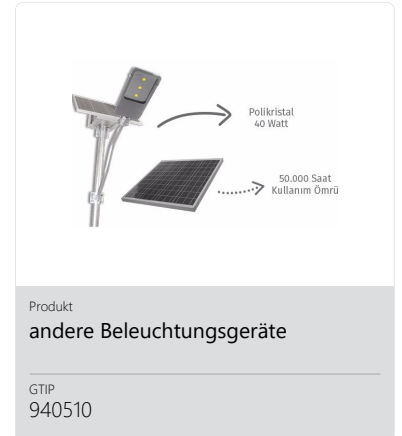 Polikristal
40 Watt
50.000 Saat
Kullanım Ömrü
Produkt
andere Beleuchtungsgeräte
GTIP
940510